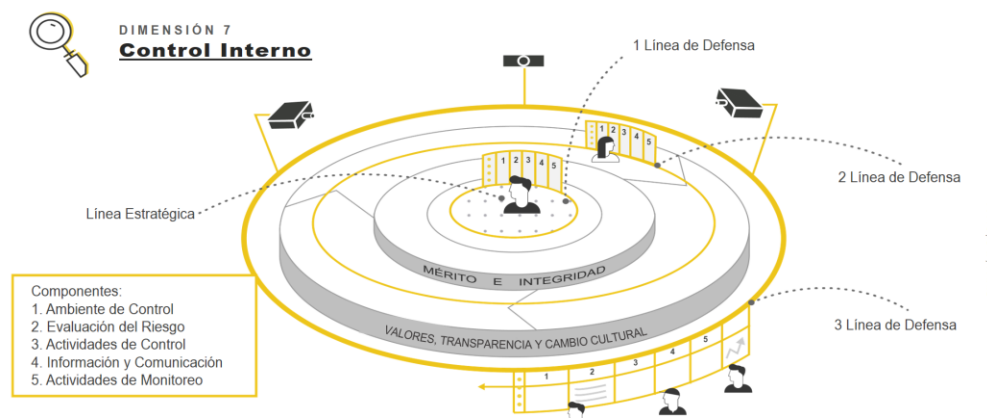 DIMENSIÓN 7
Control Interno
1 Linea de Defensa
1 2 3 4 5
2 Linea de Defensa
1 2 3 4 5
Línea Estratégica
MÉRITO E INTEGRIDAD
Componentes:
1. Ambiente de Control
2. Evaluación del Riesgo
3. Actividades de Control
4. Información y Comunicación
5. Actividades de Monitoreo
VALORES, TRANSPARENCIA Y CAMBIO CULTURAL
3 Línea de Defensa
1 2 3 4 5